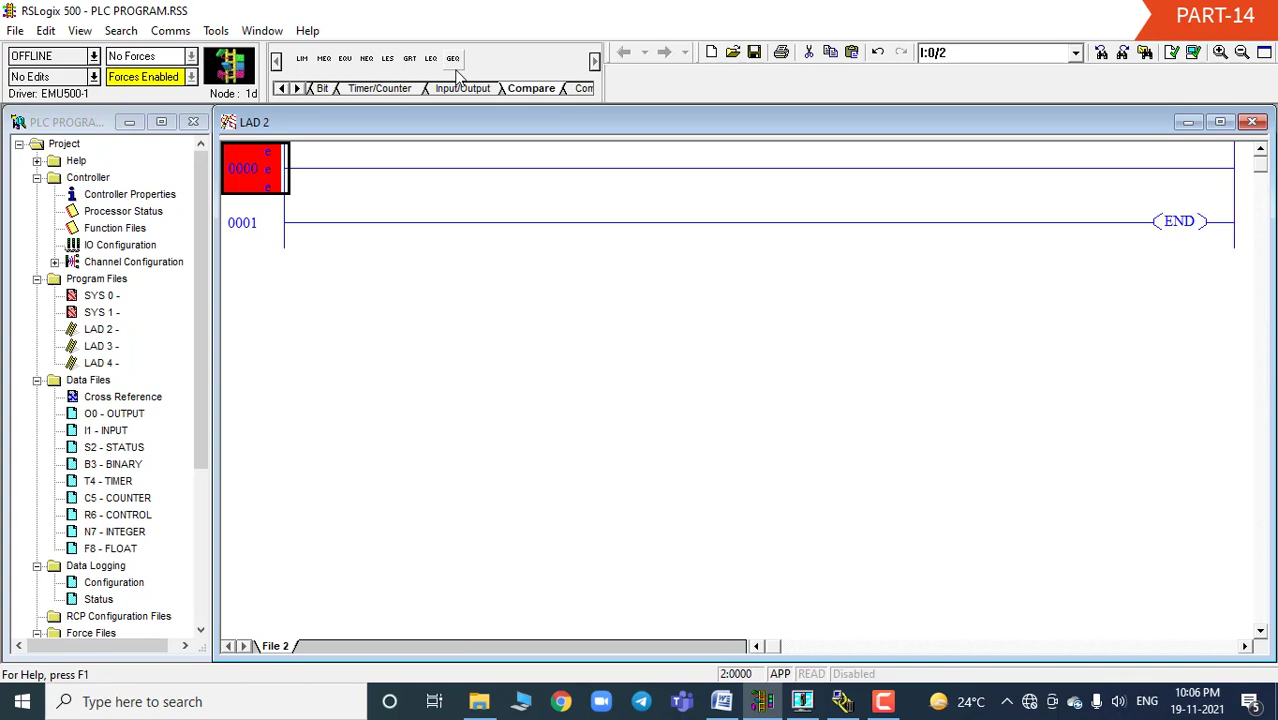 RSLogix 500 - PLC PROGRAM.RSS
PART-14
File Edit View Search Comms Tools Window Help
OFFLINE No Forces
No Edits Forces Enabled
Driver: EMU500-1 Node : 1d
LIM MEQ EQU NEQ LES GRT LEQ GEQ
Bit Timer/Counter Input/Output Compare Com
I:0/2
PLC PROGRA...
LAD 2
Project
Help
Controller
Controller Properties
Processor Status
Function Files
IO Configuration
Channel Configuration
Program Files
SYS 0 -
SYS 1 -
LAD 2 -
LAD 3 -
LAD 4 -
Data Files
Cross Reference
O0 - OUTPUT
I1 - INPUT
S2 - STATUS
B3 - BINARY
T4 - TIMER
C5 - COUNTER
R6 - CONTROL
N7 - INTEGER
F8 - FLOAT
Data Logging
Configuration
Status
RCP Configuration Files
Force Files
e
0000 e
e
0001
END
File 2
For Help, press F1
2:0000 APP READ Disabled
Type here to search
24°C
ENG
10:06 PM
19-11-2021
5